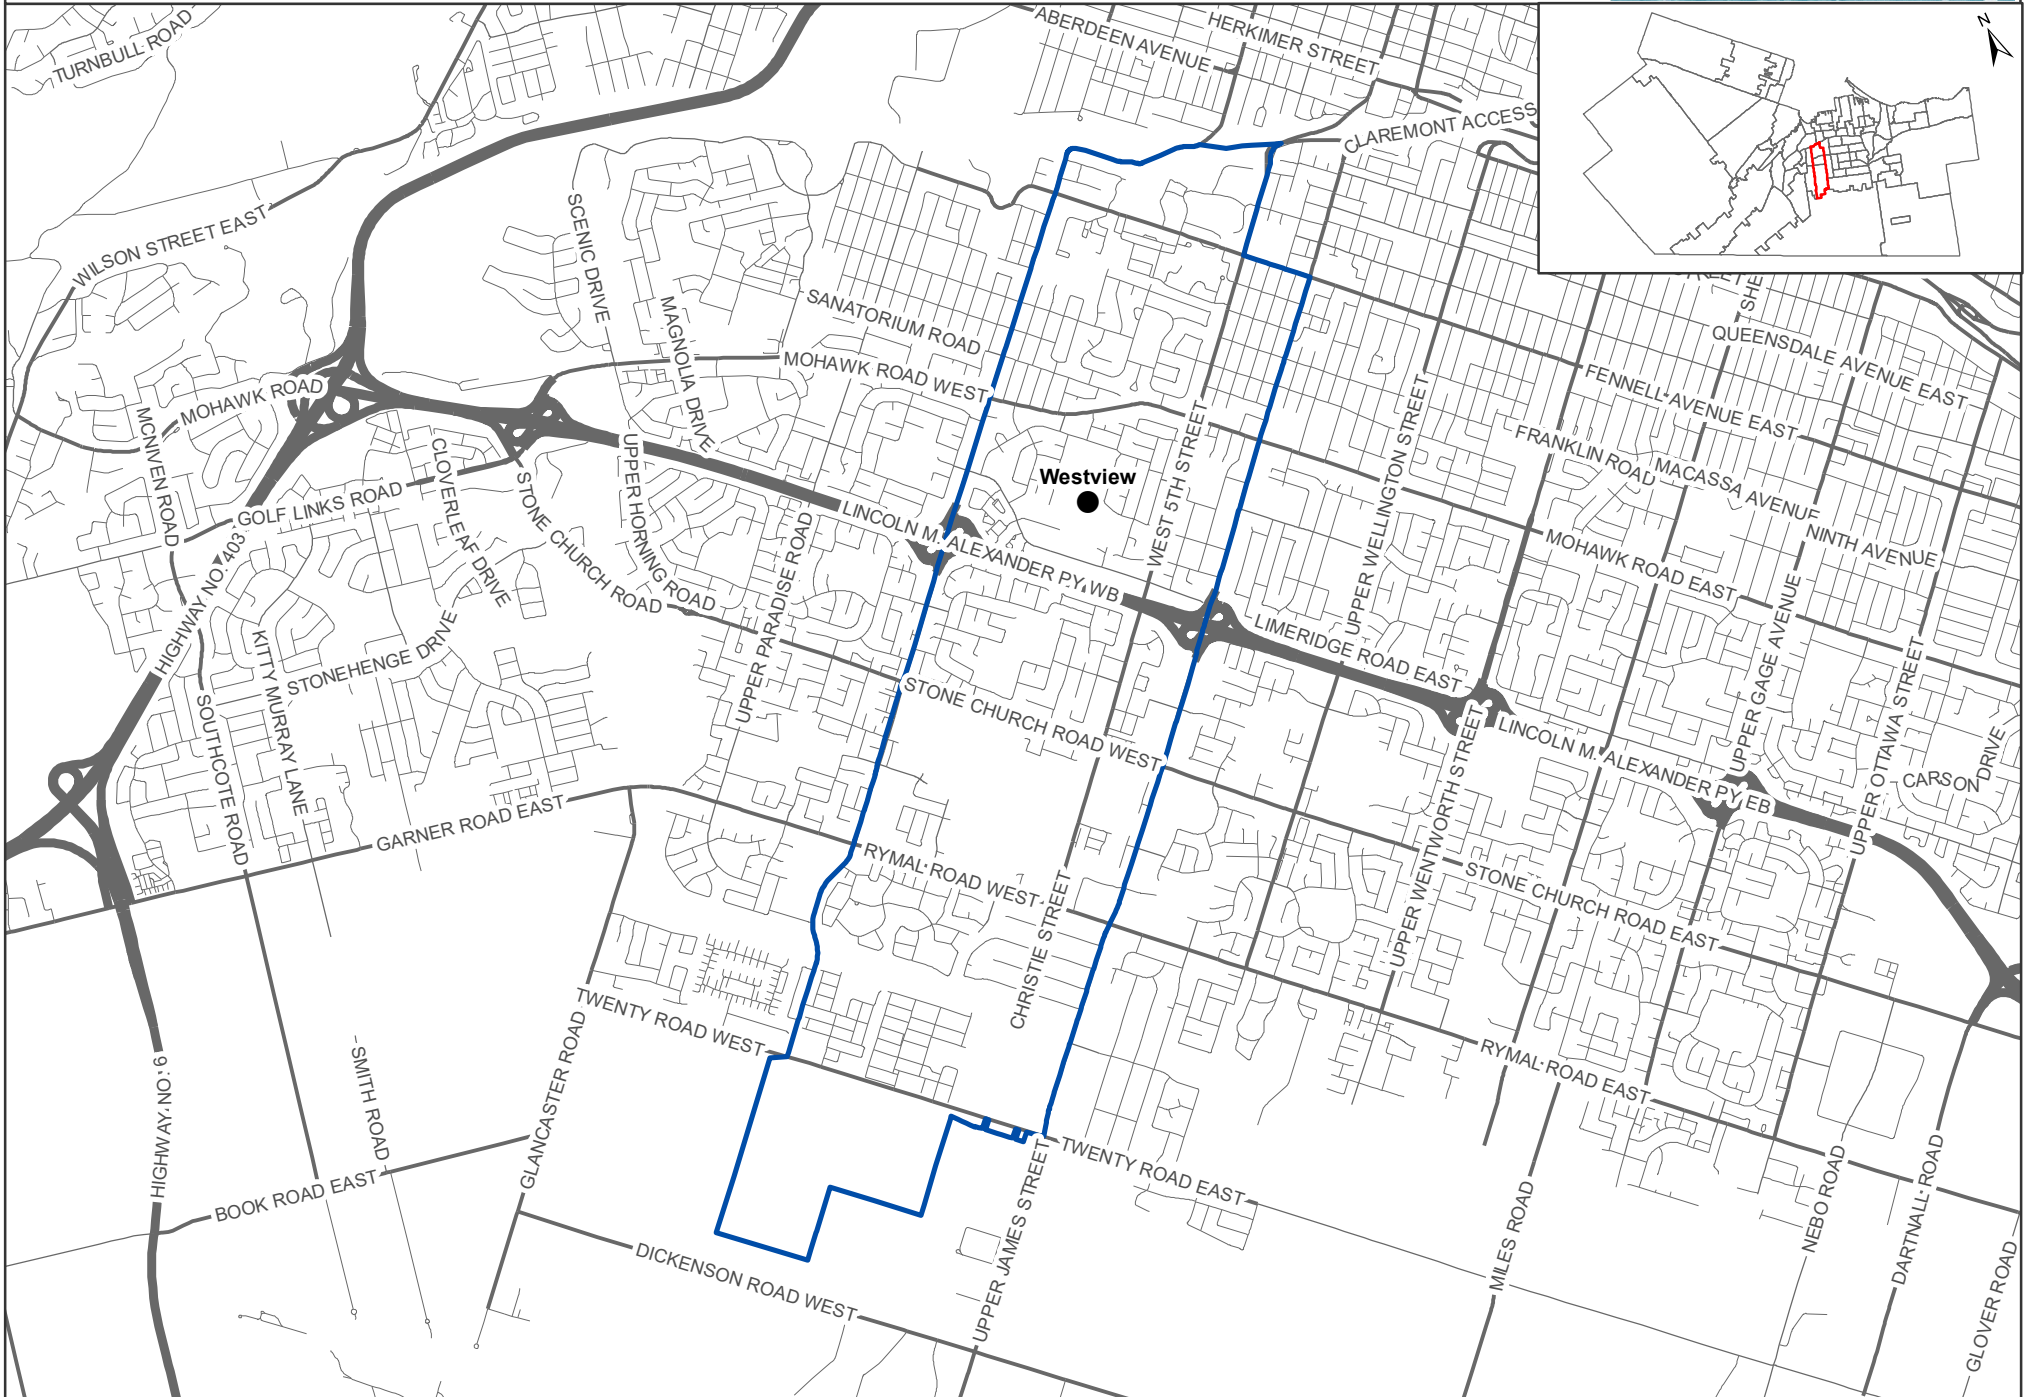 TURNBULL ROAD
ABERDEEN AVENUE
HERKIMER STREET
N
CLAREMONT ACCESS
WILSON STREET EAST
SCENIC DRIVE
SANATORIUM ROAD
MAGNOLIA DRIVE
MOHAWK ROAD WEST
QUEENSDALE AVENUE EAST
FENNELL AVENUE EAST
MOHAWK ROAD
MCNIVEN ROAD
CLOVERLEAF DRIVE
UPPER HORNING ROAD
WEST 5TH STREET
UPPER WELLINGTON STREET
FRANKLIN ROAD
MACASSA AVENUE
NINTH AVENUE
Westview
GOLF LINKS ROAD
STONE CHURCH ROAD
LINCOLN M. ALEXANDER PY WB
MOHAWK ROAD EAST
HIGHWAY NO. 403
UPPER PARADISE ROAD
LIMERIDGE ROAD EAST
UPPER GAGE AVENUE
UPPER OTTAWA STREET
KITTY MURRAY LANE
STONEHENGE DRIVE
SOUTHCOTE ROAD
STONE CHURCH ROAD WEST
UPPER WENTWORTH STREET
LINCOLN M. ALEXANDER PY EB
CARSON DRIVE
GARNER ROAD EAST
RYMAL ROAD WEST
STONE CHURCH ROAD EAST
CHRISTIE STREET
TWENTY ROAD WEST
GLANCASTER ROAD
SMITH ROAD
HIGHWAY NO. 6
RYMAL ROAD EAST
BOOK ROAD EAST
TWENTY ROAD EAST
UPPER JAMES STREET
MILES ROAD
NEBO ROAD
DARTNALL ROAD
GLOVER ROAD
DICKENSON ROAD WEST